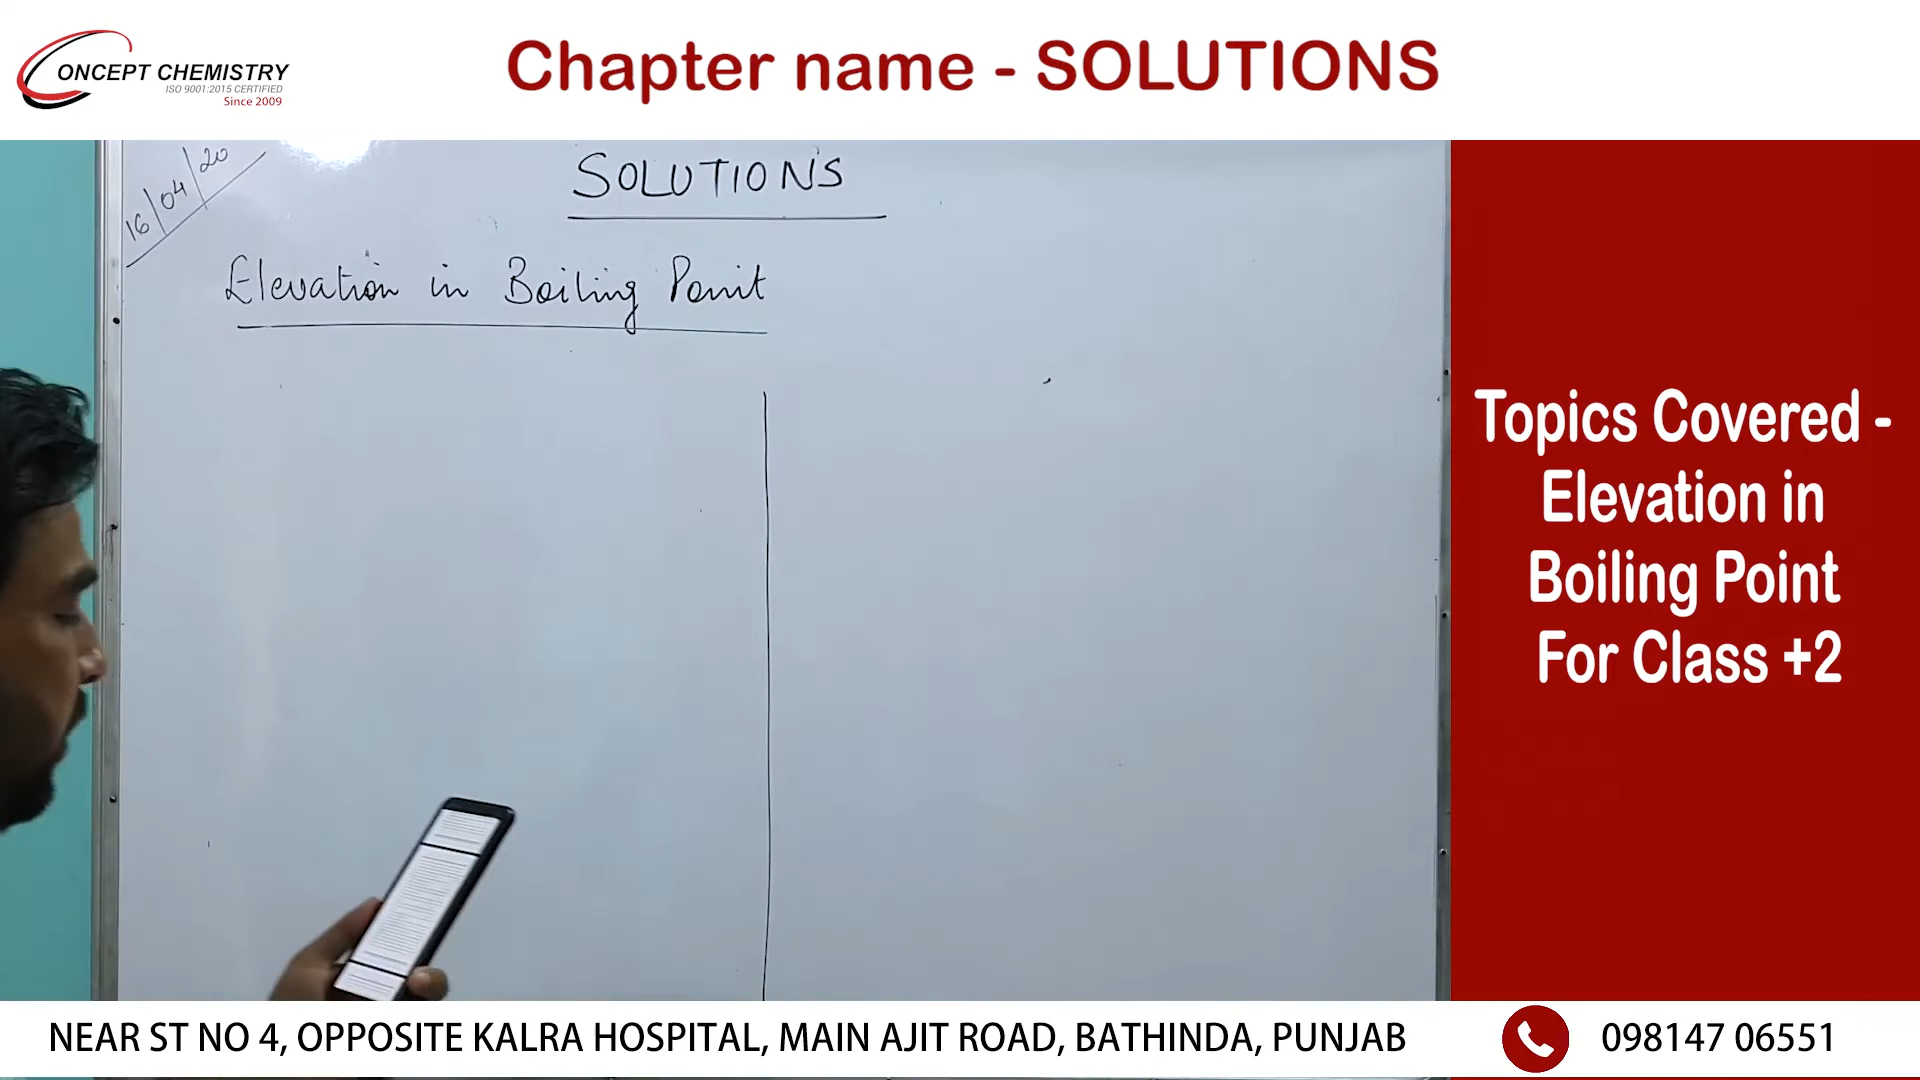 ONCEPT CHEMISTRY
ISO 9001:2015 CERTIFIED
Since 2009
Chapter name - SOLUTIONS
16/04/20
SOLUTIONS
Elevation in Boiling Point
Topics Covered -
Elevation in
Boiling Point
For Class +2
NEAR ST NO 4, OPPOSITE KALRA HOSPITAL, MAIN AJIT ROAD, BATHINDA, PUNJAB
098147 06551